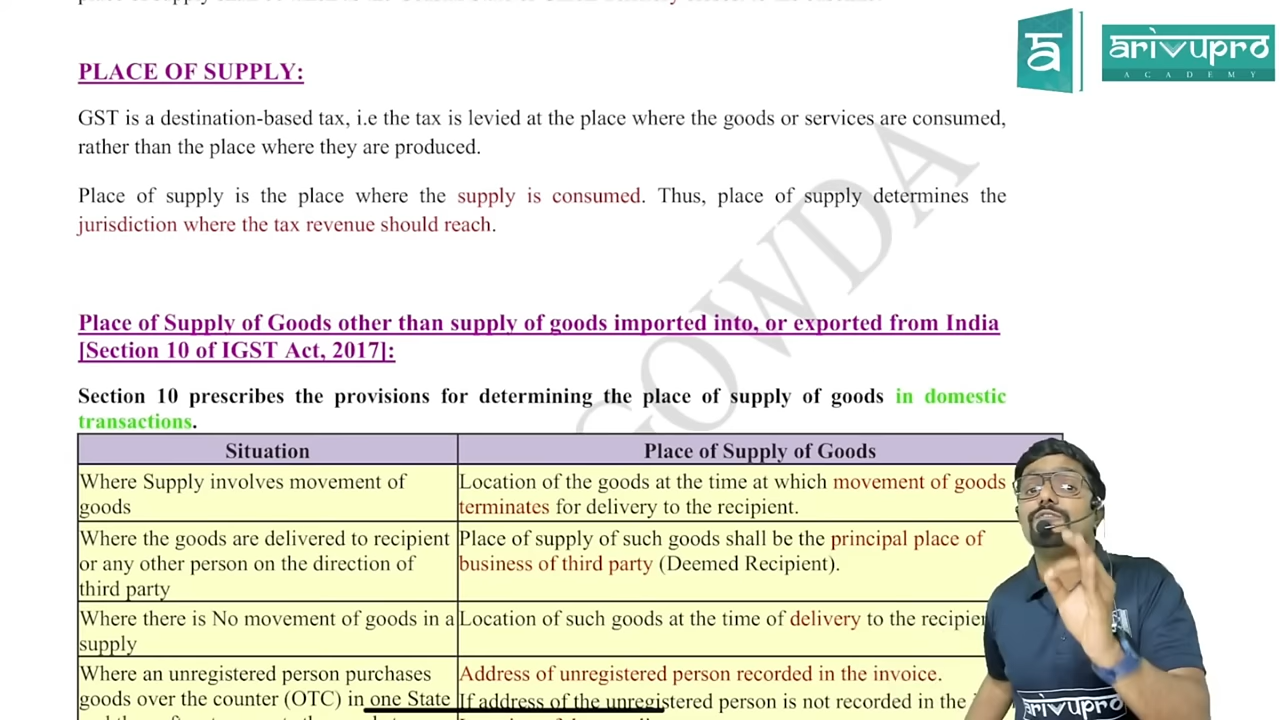 PLACE OF SUPPLY:
GST is a destination-based tax, i.e the tax is levied at the place where the goods or services are consumed,
rather than the place where they are produced.
Place of supply is the place where the supply is consumed. Thus, place of supply determines the
jurisdiction where the tax revenue should reach.
Place of Supply of Goods other than supply of goods imported into, or exported from India
[Section 10 of IGST Act, 2017]:
Section 10 prescribes the provisions for determining the place of supply of goods in domestic
transactions.
Situation
Place of Supply of Goods
Where Supply involves movement of
goods
Location of the goods at the time at which movement of goods
terminates for delivery to the recipient.
Where the goods are delivered to recipient
or any other person on the direction of
third party
Place of supply of such goods shall be the principal place of
business of third party (Deemed Recipient).
Where there is No movement of goods in a
supply
Location of such goods at the time of delivery to the
Where an unregistered person purchases
goods over the counter (OTC) in one State
Address of unregistered person recorded in the invoice.
If address of the unregistered person is not recorded in the
GOWDA
arivupro
ACADEMY